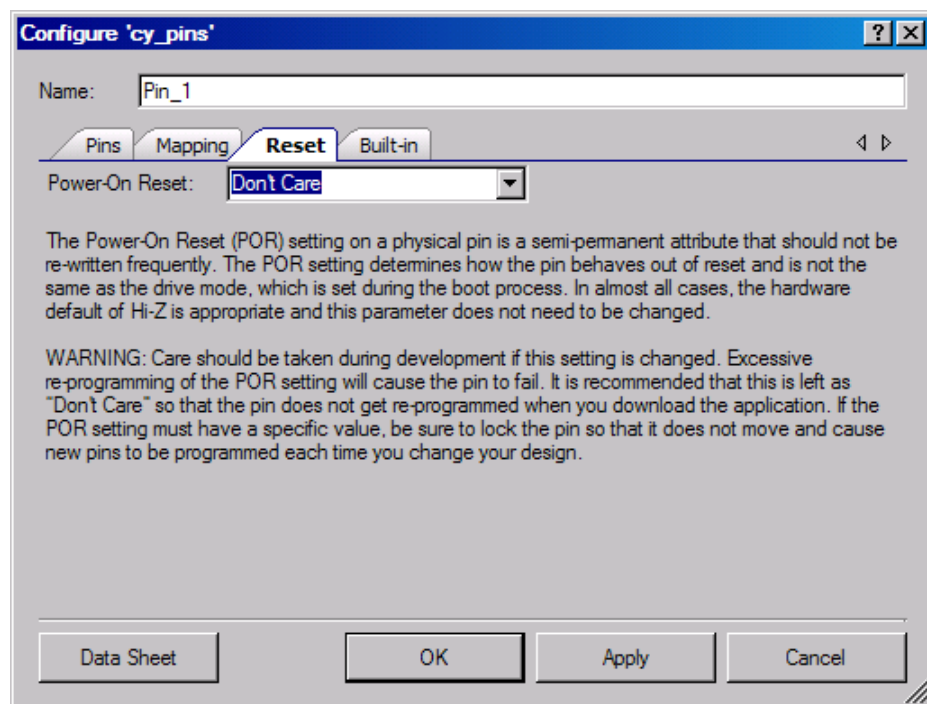 Configure 'cy_pins'
Name: Pin_1
Pins Mapping Reset Built-in
Power-On Reset: Don't Care
The Power-On Reset (POR) setting on a physical pin is a semi-permanent attribute that should not be
re-written frequently. The POR setting determines how the pin behaves out of reset and is not the
same as the drive mode, which is set during the boot process. In almost all cases, the hardware
default of Hi-Z is appropriate and this parameter does not need to be changed.
WARNING: Care should be taken during development if this setting is changed. Excessive
re-programming of the POR setting will cause the pin to fail. It is recommended that this is left as
"Don't Care" so that the pin does not get re-programmed when you download the application. If the
POR setting must have a specific value, be sure to lock the pin so that it does not move and cause
new pins to be programmed each time you change your design.
Data Sheet OK Apply Cancel